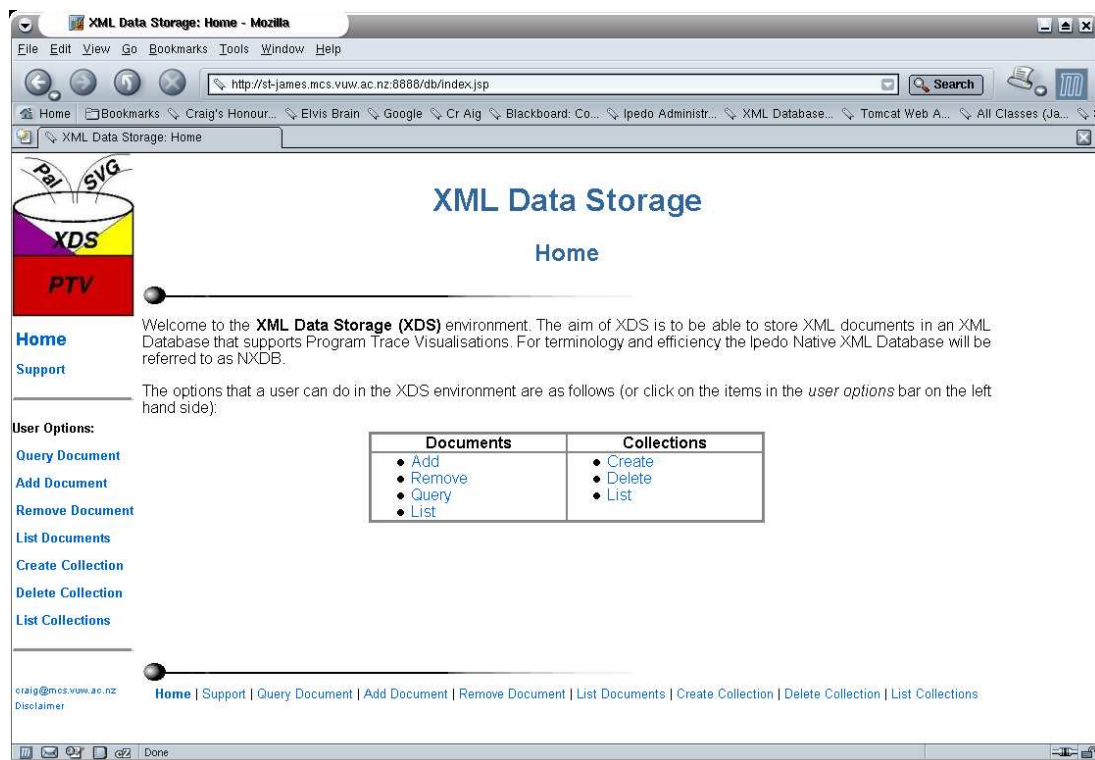 XML Data Storage: Home - Mozilla
File Edit View Go Bookmarks Tools Window Help
http://st-james.mcs.vuw.ac.nz:8888/db/index.jsp
Search
Home Bookmarks Craig's Honour... Elvis Brain Google Cr Aig Blackboard: Co... Ipedo Administr... XML Database... Tomcat Web A... All Classes (Ja...
XML Data Storage: Home
Pal SVG
XDS
PTV
XML Data Storage
Home
Home
Support
User Options:
Query Document
Add Document
Remove Document
List Documents
Create Collection
Delete Collection
List Collections
craig@mcs.vuw.ac.nz
Disclaimer
Welcome to the XML Data Storage (XDS) environment. The aim of XDS is to be able to store XML documents in an XML
Database that supports Program Trace Visualisations. For terminology and efficiency the Ipedo Native XML Database will be
referred to as NXDB.
The options that a user can do in the XDS environment are as follows (or click on the items in the user options bar on the left
hand side):
Documents Collections
• Add • Create
• Remove • Delete
• Query • List
• List
Home | Support | Query Document | Add Document | Remove Document | List Documents | Create Collection | Delete Collection | List Collections
Done